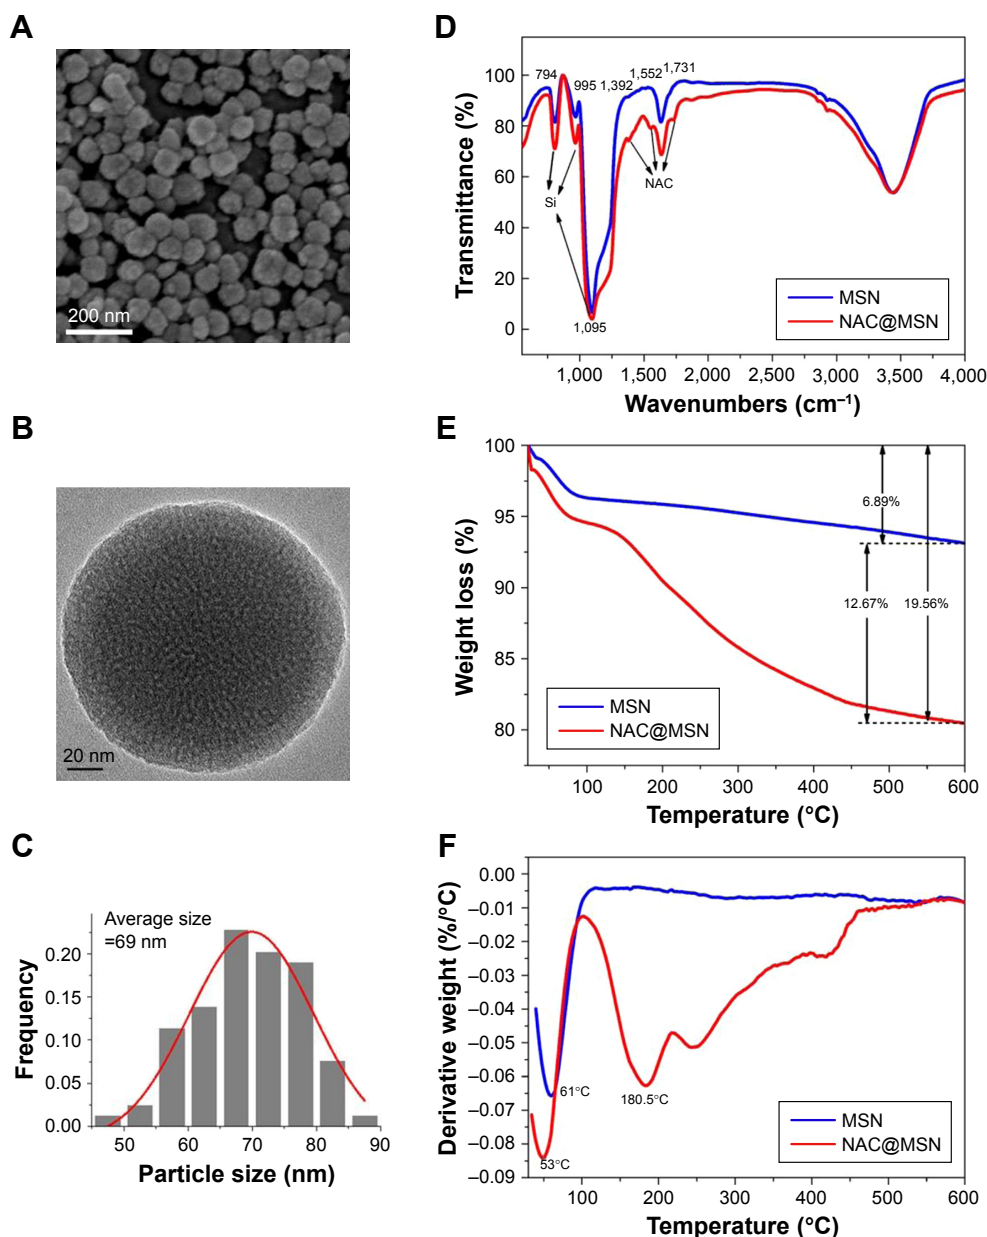 A
200 nm
B
20 nm
C
Average size
=69 nm
Frequency
0.20
0.15
0.10
0.05
0.00
50 60 70 80 90
Particle size (nm)
D
Transmittance (%)
100
80
60
40
20
0
794
995
1,392
1,552
1,731
Si
NAC
1,095
MSN
NAC@MSN
1,000 1,500 2,000 2,500 3,000 3,500 4,000
Wavenumbers (cm⁻¹)
E
Weight loss (%)
100
95
90
85
80
6.89%
12.67%
19.56%
MSN
NAC@MSN
100 200 300 400 500 600
Temperature (°C)
F
Derivative weight (%/°C)
0.00
–0.01
–0.02
–0.03
–0.04
–0.05
–0.06
–0.07
–0.08
–0.09
61°C
180.5°C
53°C
MSN
NAC@MSN
100 200 300 400 500 600
Temperature (°C)